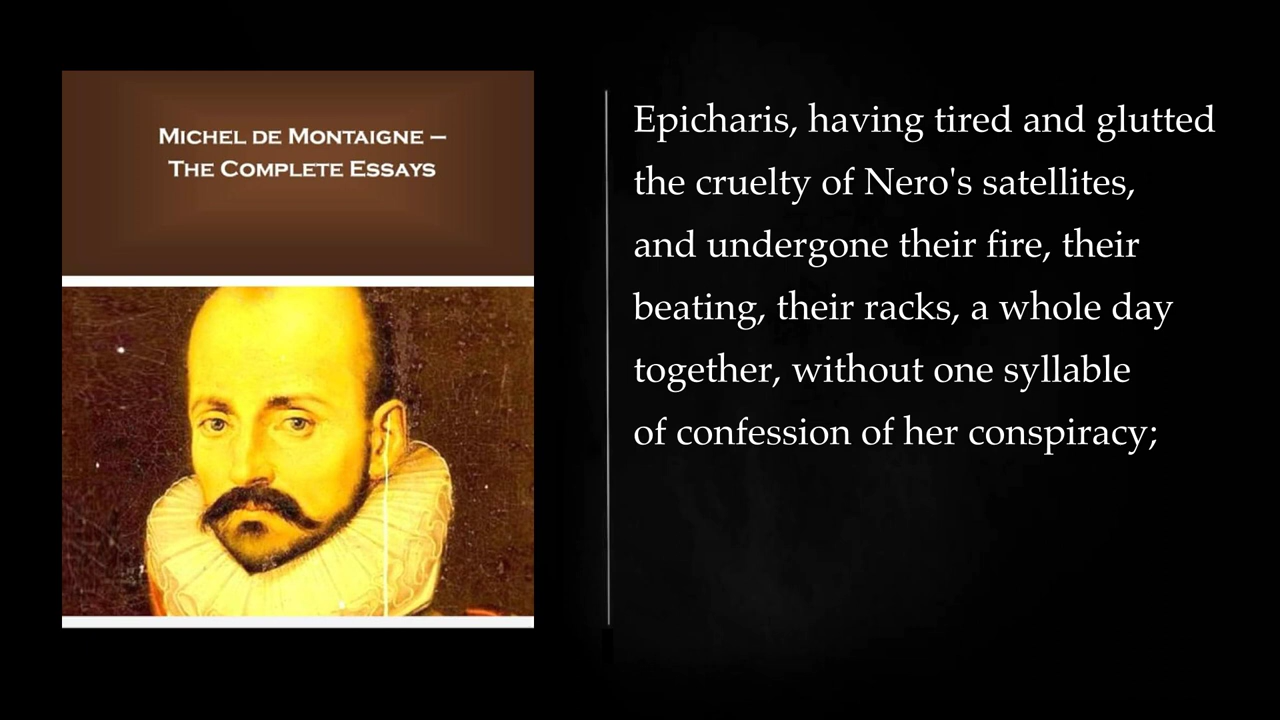 MICHEL DE MONTAIGNE –
THE COMPLETE ESSAYS
Epicharis, having tired and glutted
the cruelty of Nero's satellites,
and undergone their fire, their
beating, their racks, a whole day
together, without one syllable
of confession of her conspiracy;